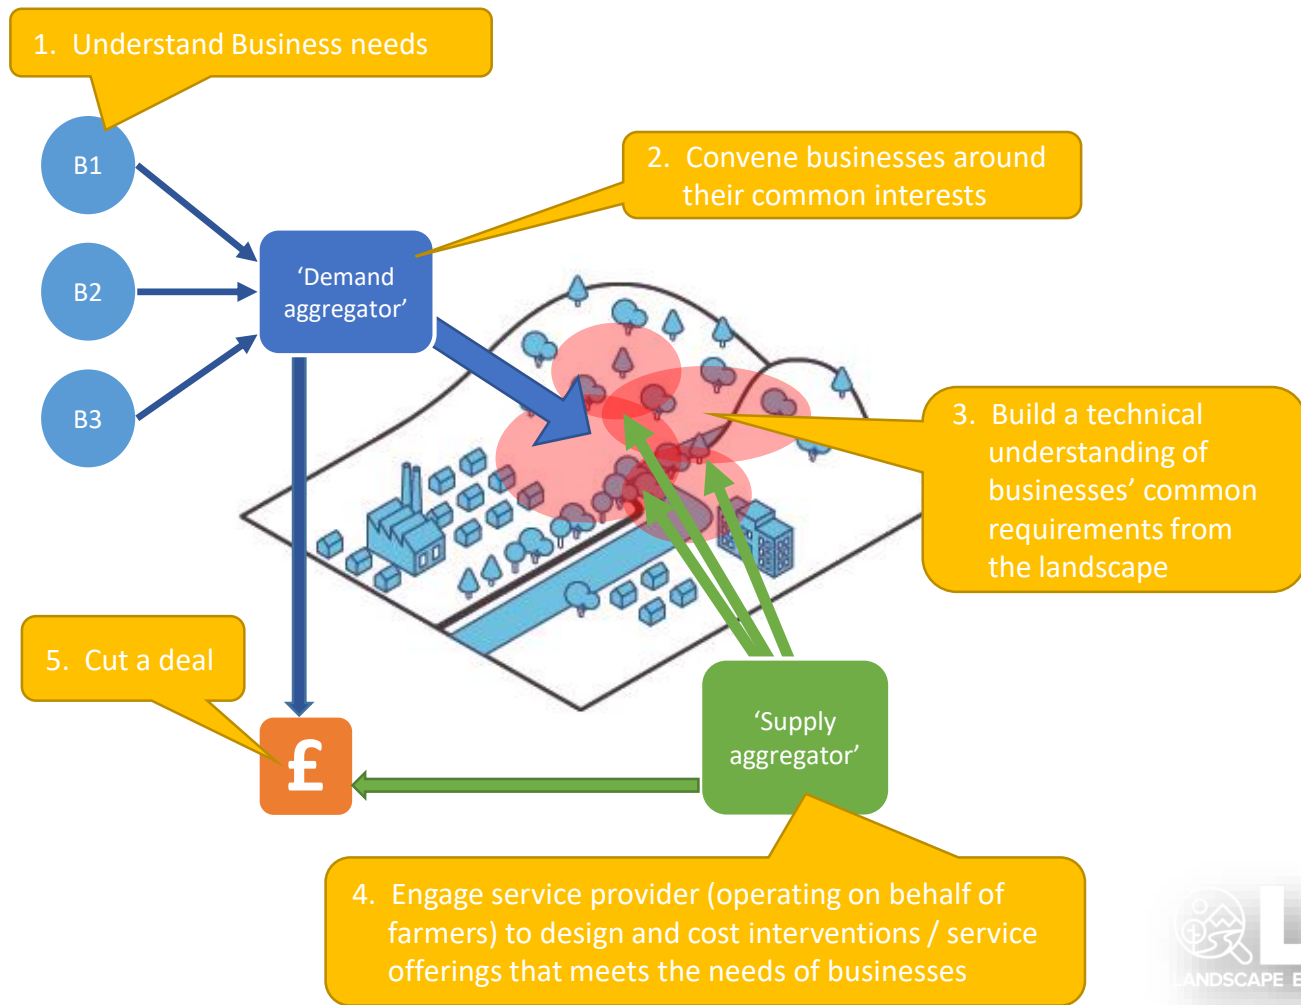 1. Understand Business needs
B1
2. Convene businesses around
their common interests
B2
‘Demand
aggregator’
B3
3. Build a technical
understanding of
businesses’ common
requirements from
the landscape
5. Cut a deal
£
‘Supply
aggregator’
4. Engage service provider (operating on behalf of
farmers) to design and cost interventions / service
offerings that meets the needs of businesses
L
LANDSCAPE E